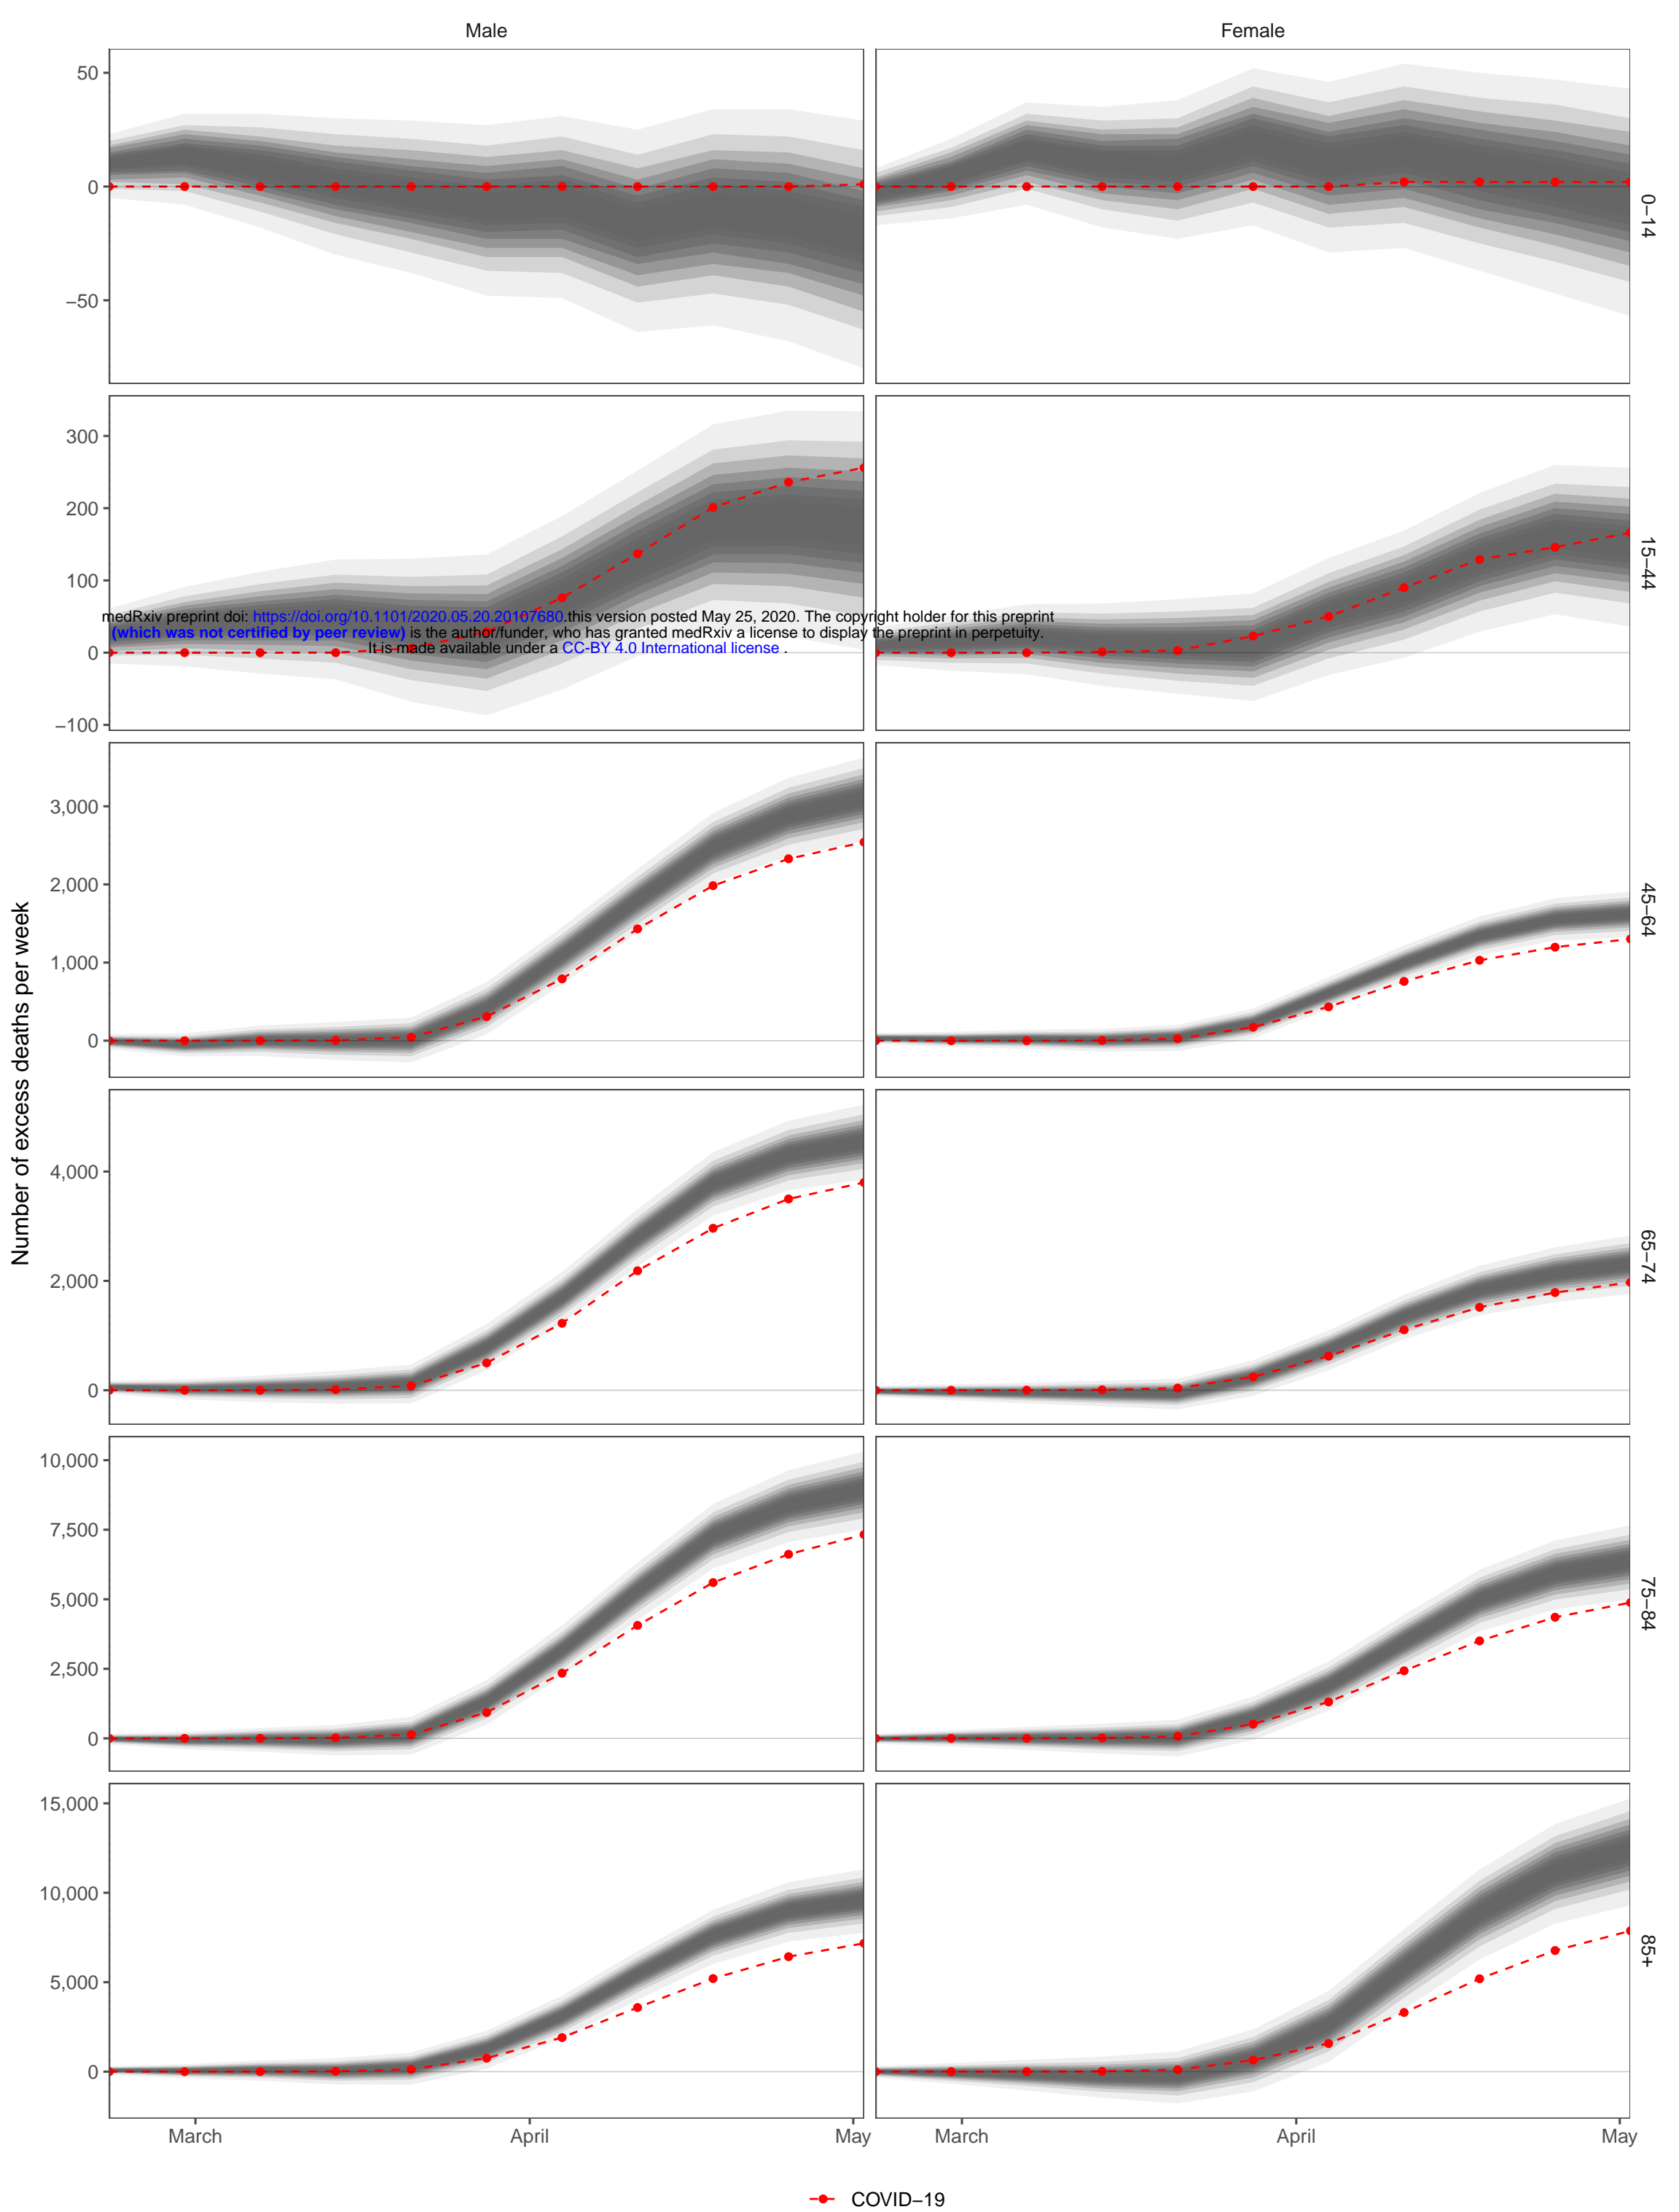 Male
Female
50
0
−50
0−14
300
200
100
0
−100
15−44
medRxiv preprint doi: https://doi.org/10.1101/2020.05.20.20107680.this version posted May 25, 2020. The copyright holder for this preprint
(which was not certified by peer review) is the author/funder, who has granted medRxiv a license to display the preprint in perpetuity.
It is made available under a CC-BY 4.0 International license .
3,000
2,000
1,000
0
45−64
Number of excess deaths per week
4,000
2,000
0
65−74
10,000
7,500
5,000
2,500
0
75−84
15,000
10,000
5,000
0
85+
March
April
May
March
April
May
COVID−19